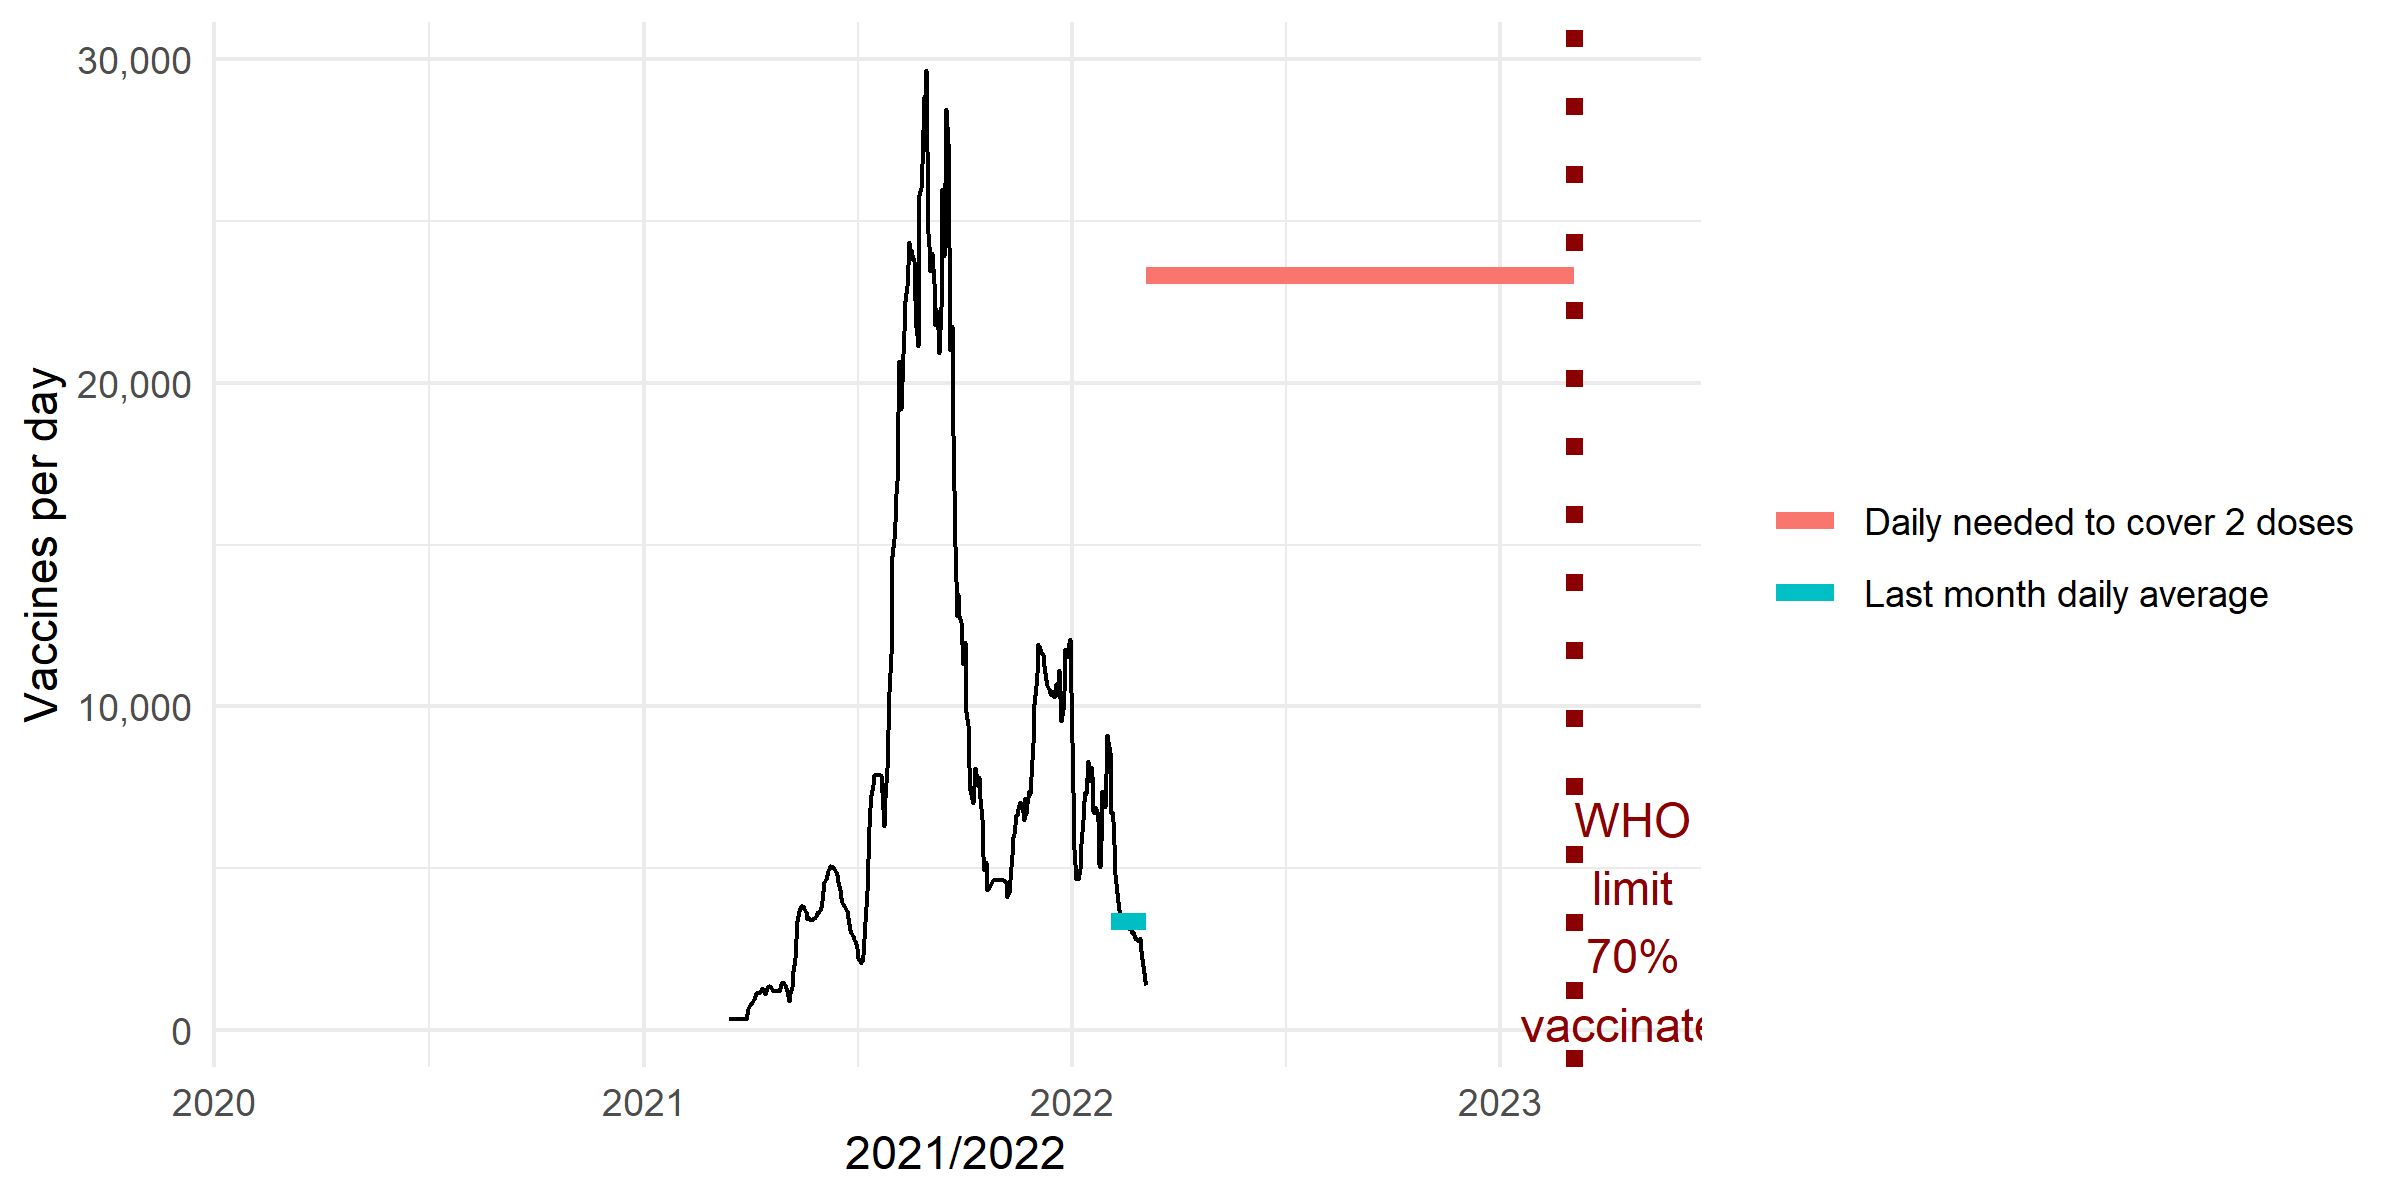 30,000
20,000
10,000
0
Vaccines per day
2020
2021
2022
2023
2021/2022
WHO
limit
70%
vaccinate
Daily needed to cover 2 doses
Last month daily average